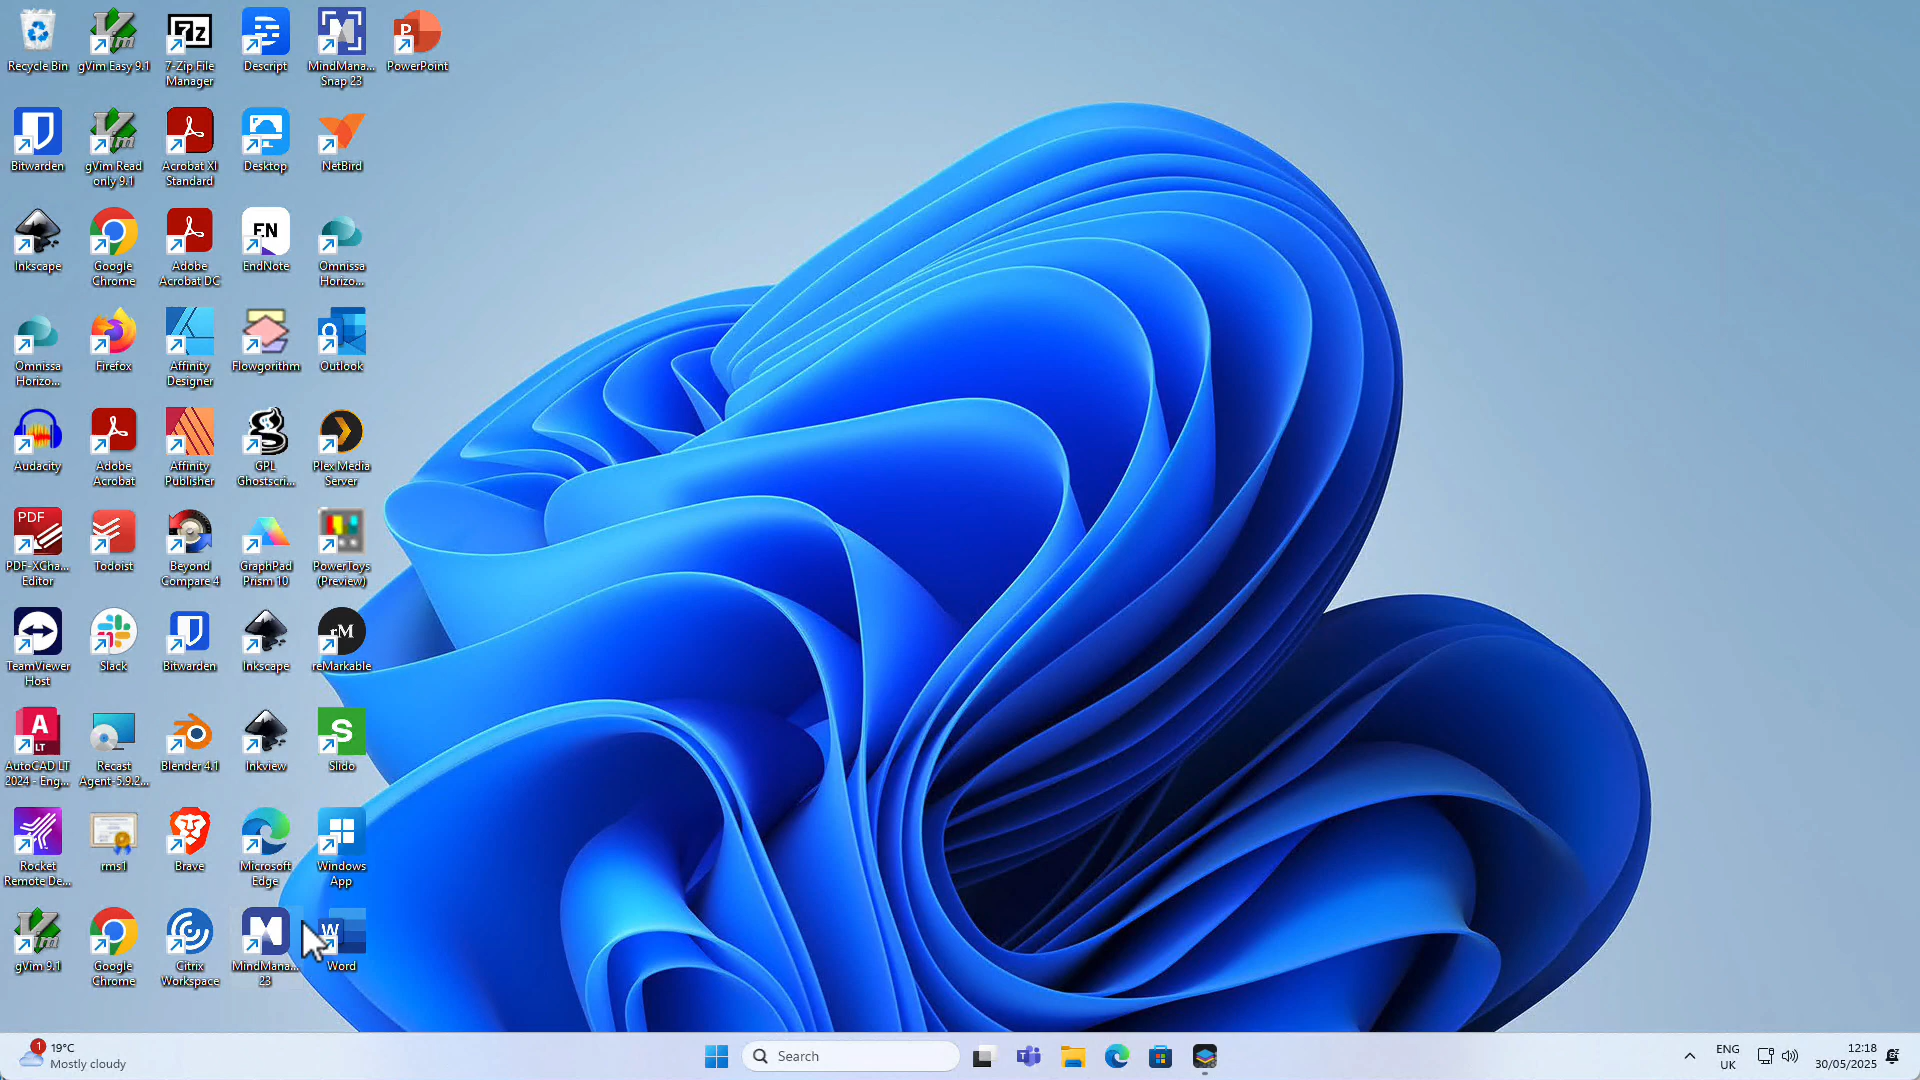 Recycle Bin
gVim Easy 9.1
7-Zip File
Manager
Descript
MindMana...
Snap 23
PowerPoint
Bitwarden
gVim Read
only 9.1
Acrobat XI
Standard
Desktop
NetBird
Inkscape
Google
Chrome
Adobe
Acrobat DC
EndNote
Omnissa
Horizo...
Omnissa
Horizo...
Firefox
Affinity
Designer
Flowgorithm
Outlook
Audacity
Adobe
Acrobat
Affinity
Publisher
GPL
Ghostscri...
Plex Media
Server
PDF
PDF-XCha...
Editor
Todoist
Beyond
Compare 4
GraphPad
Prism 10
PowerToys
(Preview)
TeamViewer
Host
Slack
Bitwarden
Inkscape
rM
reMarkable
AutoCAD LT
2024 - Eng...
Recast
Agent-5.9.2...
Blender 4.1
Inkview
Slido
Rocket
Remote De...
rms1
Brave
Microsoft
Edge
Windows
App
gVim 9.1
Google
Chrome
Citrix
Workspace
MindMana...
23
Word
1
19°C
Mostly cloudy
Search
ENG
UK
12:18
30/05/2025